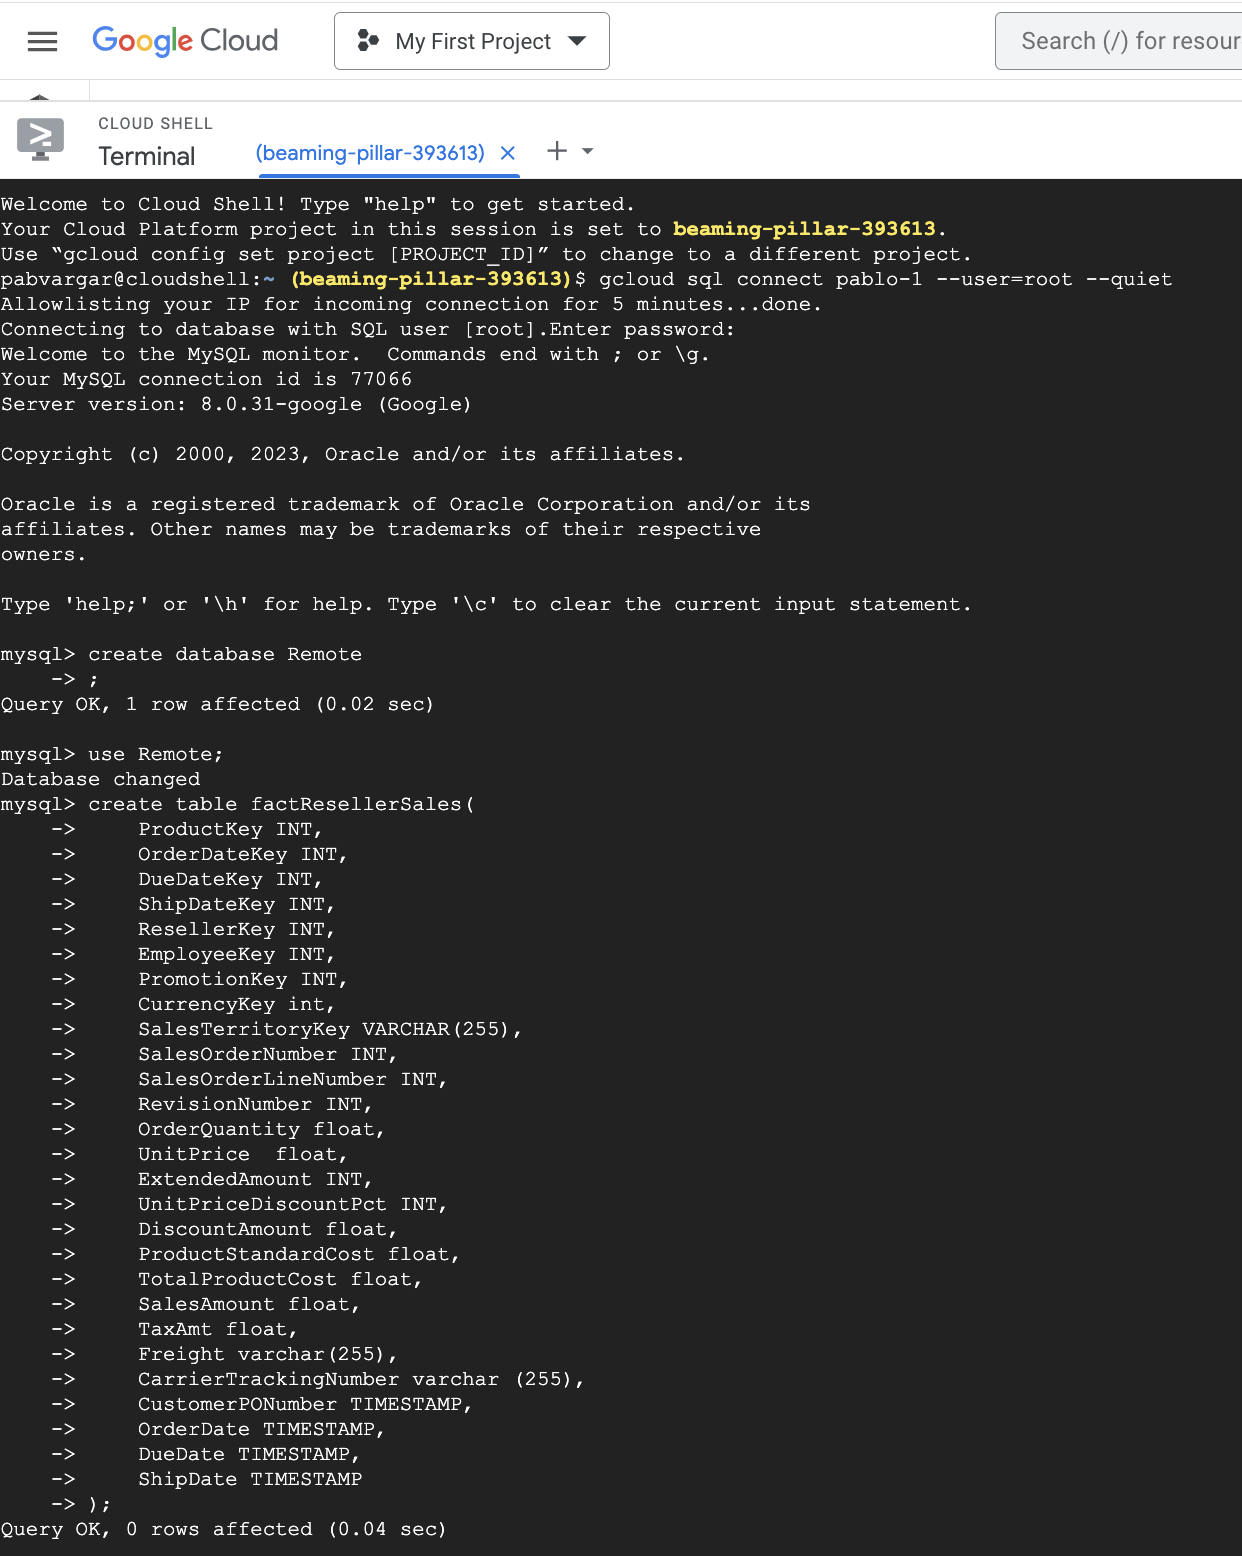 Google Cloud
My First Project
Search (/) for resour
CLOUD SHELL
Terminal
(beaming-pillar-393613)
Welcome to Cloud Shell! Type "help" to get started.
Your Cloud Platform project in this session is set to beaming-pillar-393613.
Use “gcloud config set project [PROJECT_ID]” to change to a different project.
pabvargar@cloudshell:~ (beaming-pillar-393613)$ gcloud sql connect pablo-1 --user=root --quiet
Allowlisting your IP for incoming connection for 5 minutes...done.
Connecting to database with SQL user [root].Enter password:
Welcome to the MySQL monitor.  Commands end with ; or \g.
Your MySQL connection id is 77066
Server version: 8.0.31-google (Google)
Copyright (c) 2000, 2023, Oracle and/or its affiliates.
Oracle is a registered trademark of Oracle Corporation and/or its
affiliates. Other names may be trademarks of their respective
owners.
Type 'help;' or '\h' for help. Type '\c' to clear the current input statement.
mysql> create database Remote
    -> ;
Query OK, 1 row affected (0.02 sec)
mysql> use Remote;
Database changed
mysql> create table factResellerSales(
    ->     ProductKey INT,
    ->     OrderDateKey INT,
    ->     DueDateKey INT,
    ->     ShipDateKey INT,
    ->     ResellerKey INT,
    ->     EmployeeKey INT,
    ->     PromotionKey INT,
    ->     CurrencyKey int,
    ->     SalesTerritoryKey VARCHAR(255),
    ->     SalesOrderNumber INT,
    ->     SalesOrderLineNumber INT,
    ->     RevisionNumber INT,
    ->     OrderQuantity float,
    ->     UnitPrice  float,
    ->     ExtendedAmount INT,
    ->     UnitPriceDiscountPct INT,
    ->     DiscountAmount float,
    ->     ProductStandardCost float,
    ->     TotalProductCost float,
    ->     SalesAmount float,
    ->     TaxAmt float,
    ->     Freight varchar(255),
    ->     CarrierTrackingNumber varchar (255),
    ->     CustomerPONumber TIMESTAMP,
    ->     OrderDate TIMESTAMP,
    ->     DueDate TIMESTAMP,
    ->     ShipDate TIMESTAMP
    -> );
Query OK, 0 rows affected (0.04 sec)